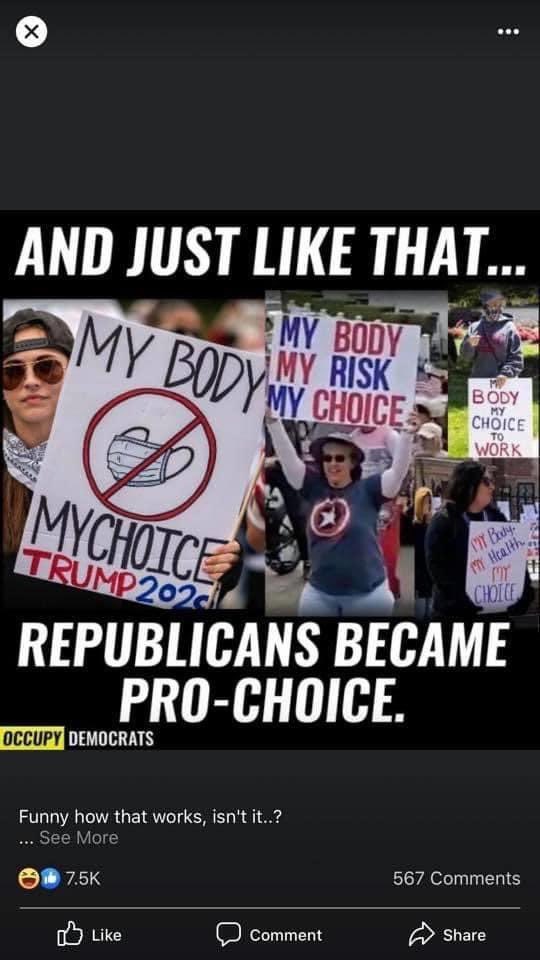 AND JUST LIKE THAT...
MY BODY
MY CHOICE
TRUMP 202
MY BODY
MY RISK
MY CHOICE
MY
BODY
MY
CHOICE
TO
WORK
MY Body.
MY Health
MY
CHOICE
REPUBLICANS BECAME
PRO-CHOICE.
OCCUPY DEMOCRATS
Funny how that works, isn't it..?
... See More
7.5K
567 Comments
Like
Comment
Share